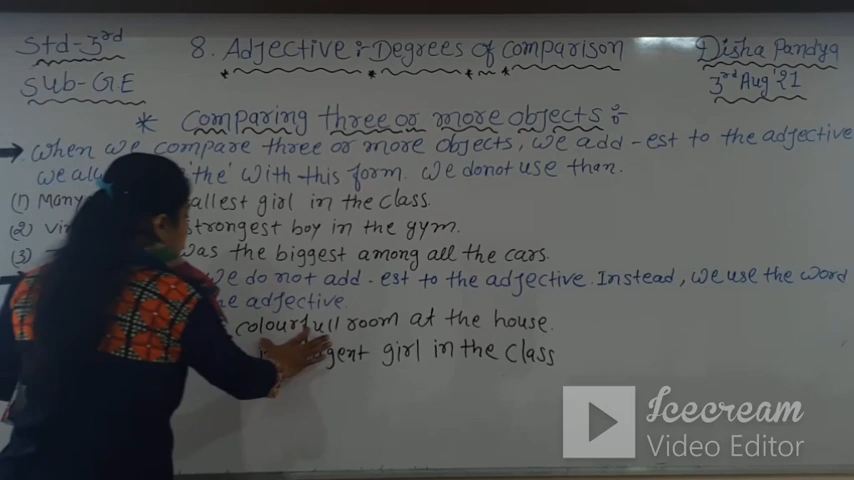 Std-3rd
8. Adjective :- Degrees of comparison
Disha Pandya
Sub-G.E
3rd Aug'21
* Comparing three or more objects :-
→ When we compare three or more objects, we add -est to the adjective
we 'the' with this form. We donot use than.
(1) Many allest girl in the class.
(2) strongest boy in the gym.
(3) was the biggest among all the cars.
we do not add -est to the adjective. Instead, we use the word
adjective.
colourfull room at the house.
gent girl in the class
Icecream
Video Editor